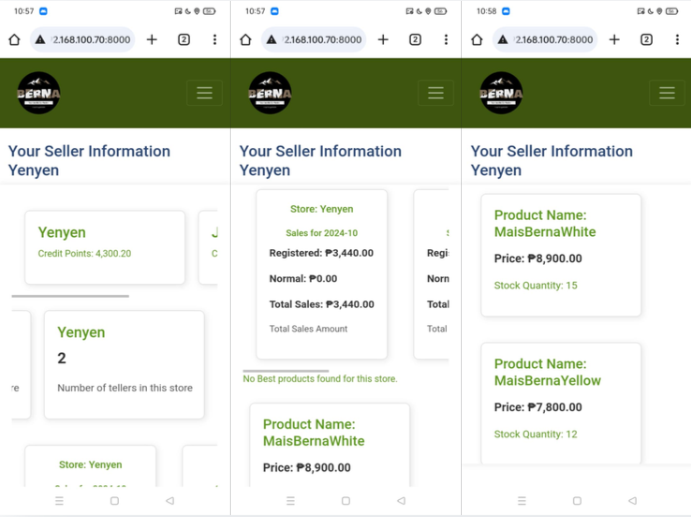 10:57
2.168.100.70:8000
2
BERNA
Your Seller Information
Yenyen
Yenyen
Credit Points: 4,300.20
J
C
re
Yenyen
2
Number of tellers in this store
Store: Yenyen
10:57
2.168.100.70:8000
2
BERNA
Your Seller Information
Yenyen
Store: Yenyen
Sales for 2024-10
Registered: ₱3,440.00
Normal: ₱0.00
Total Sales: ₱3,440.00
Total Sales Amount
S
Regi
Norn
Total
Total
No Best products found for this store.
Product Name:
MaisBernaWhite
Price: ₱8,900.00
10:58
2.168.100.70:8000
2
BERNA
Your Seller Information
Yenyen
Product Name:
MaisBernaWhite
Price: ₱8,900.00
Stock Quantity: 15
Product Name:
MaisBernaYellow
Price: ₱7,800.00
Stock Quantity: 12